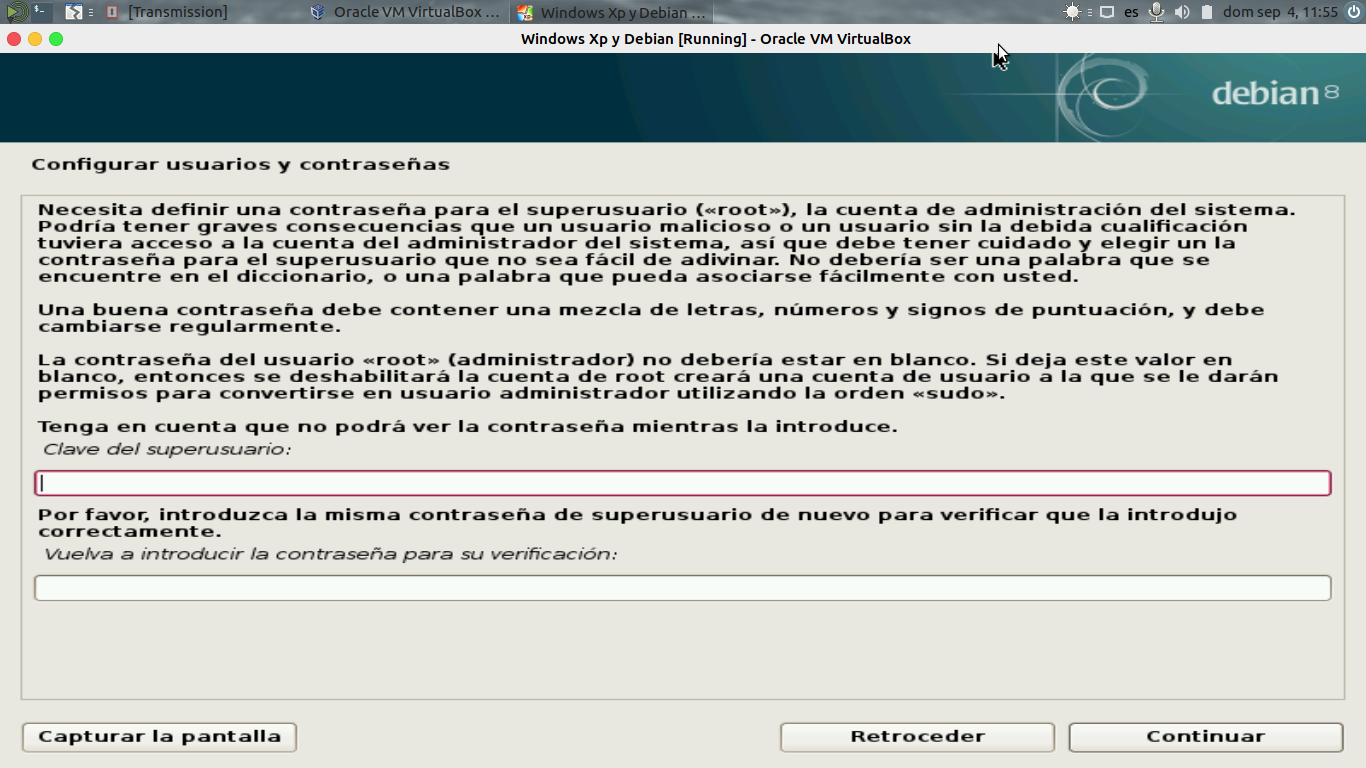 [Transmission]
Oracle VM VirtualBox ...
Windows Xp y Debian ...
es
dom sep 4, 11:55
Windows Xp y Debian [Running] - Oracle VM VirtualBox
debian 8
Configurar usuarios y contraseñas
Necesita definir una contraseña para el superusuario («root»), la cuenta de administración del sistema.
Podría tener graves consecuencias que un usuario malicioso o un usuario sin la debida cualificación
tuviera acceso a la cuenta del administrador del sistema, así que debe tener cuidado y elegir un la
contraseña para el superusuario que no sea fácil de adivinar. No debería ser una palabra que se
encuentre en el diccionario, o una palabra que pueda asociarse fácilmente con usted.
Una buena contraseña debe contener una mezcla de letras, números y signos de puntuación, y debe
cambiarse regularmente.
La contraseña del usuario «root» (administrador) no debería estar en blanco. Si deja este valor en
blanco, entonces se deshabilitará la cuenta de root creará una cuenta de usuario a la que se le darán
permisos para convertirse en usuario administrador utilizando la orden «sudo».
Tenga en cuenta que no podrá ver la contraseña mientras la introduce.
Clave del superusuario:
Por favor, introduzca la misma contraseña de superusuario de nuevo para verificar que la introdujo
correctamente.
Vuelva a introducir la contraseña para su verificación:
Capturar la pantalla
Retroceder
Continuar